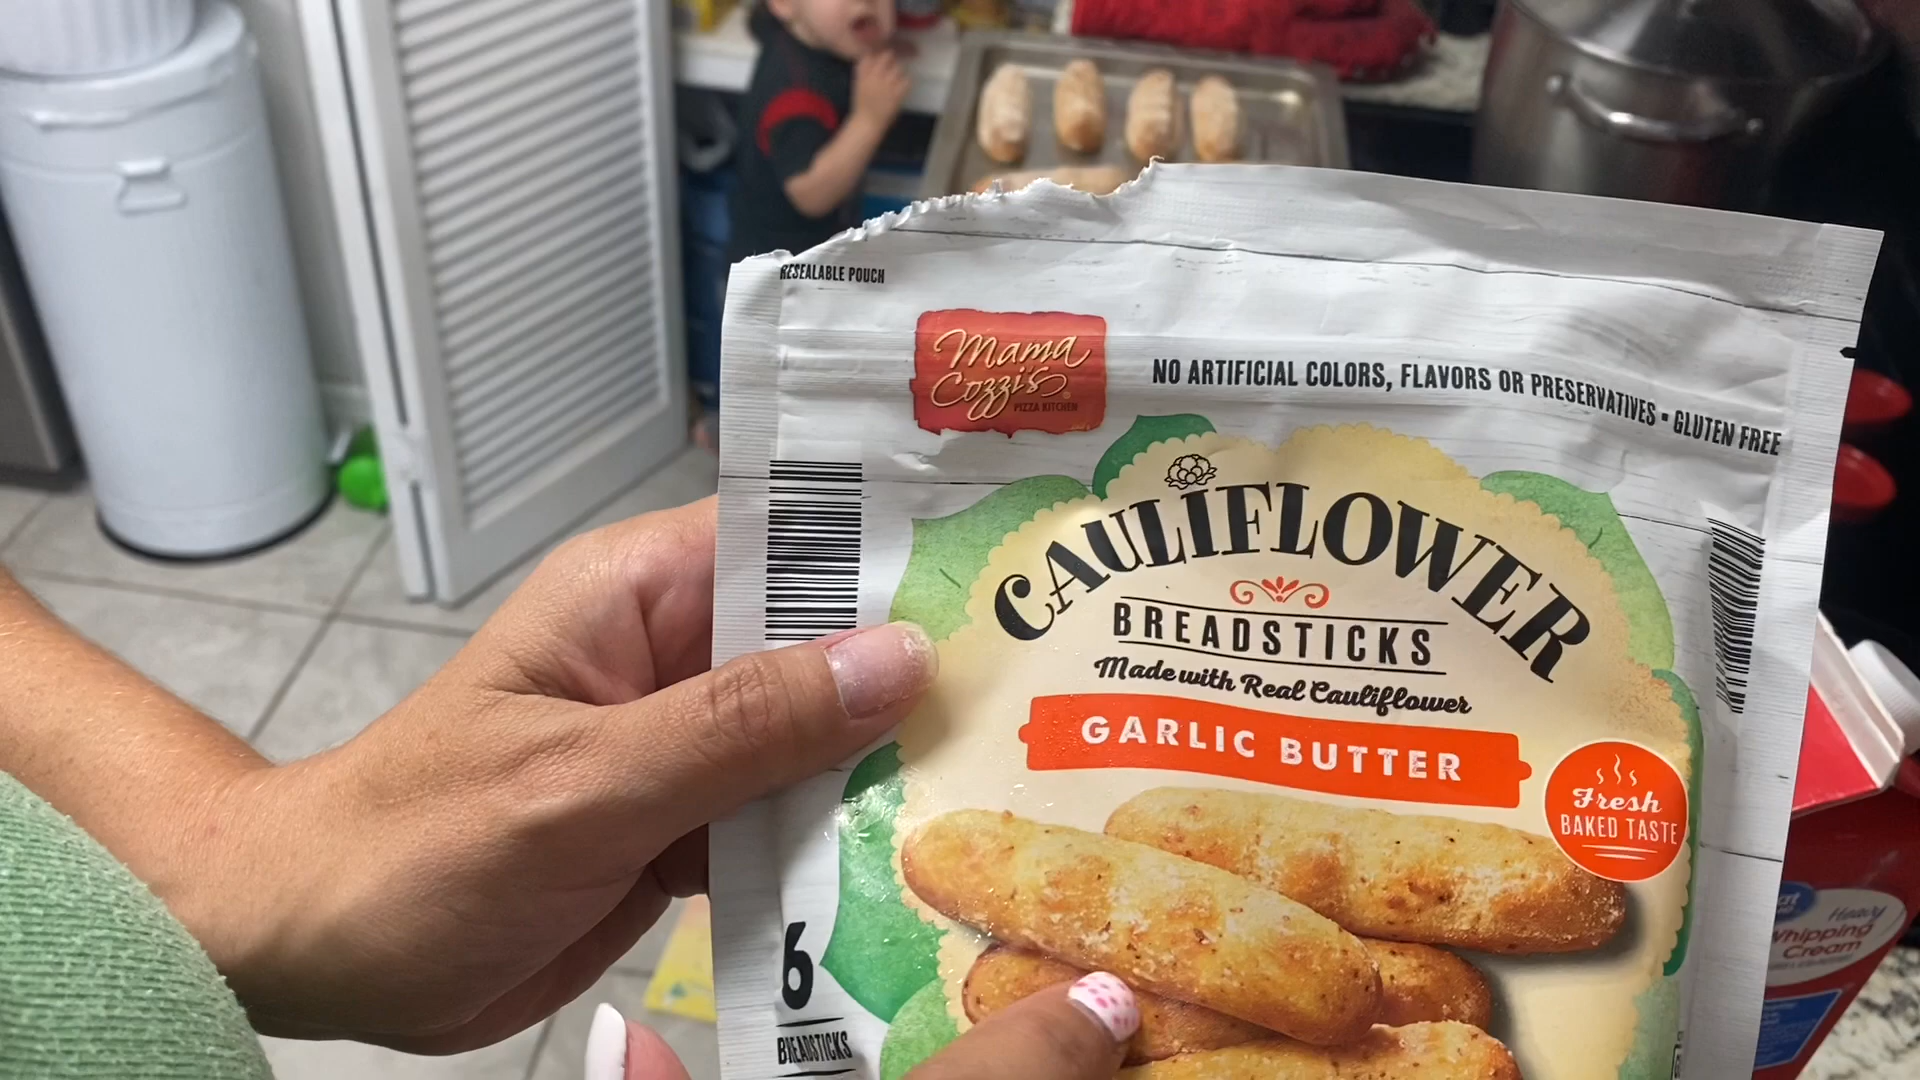 RESEALABLE POUCH
Mama
Cozzi's
PIZZA KITCHEN
NO ARTIFICIAL COLORS, FLAVORS OR PRESERVATIVES • GLUTEN FREE
CAULIFLOWER
BREADSTICKS
Made with Real Cauliflower
GARLIC BUTTER
Fresh
BAKED TASTE
6
BREADSTICKS
Heavy
Whipping
Cream